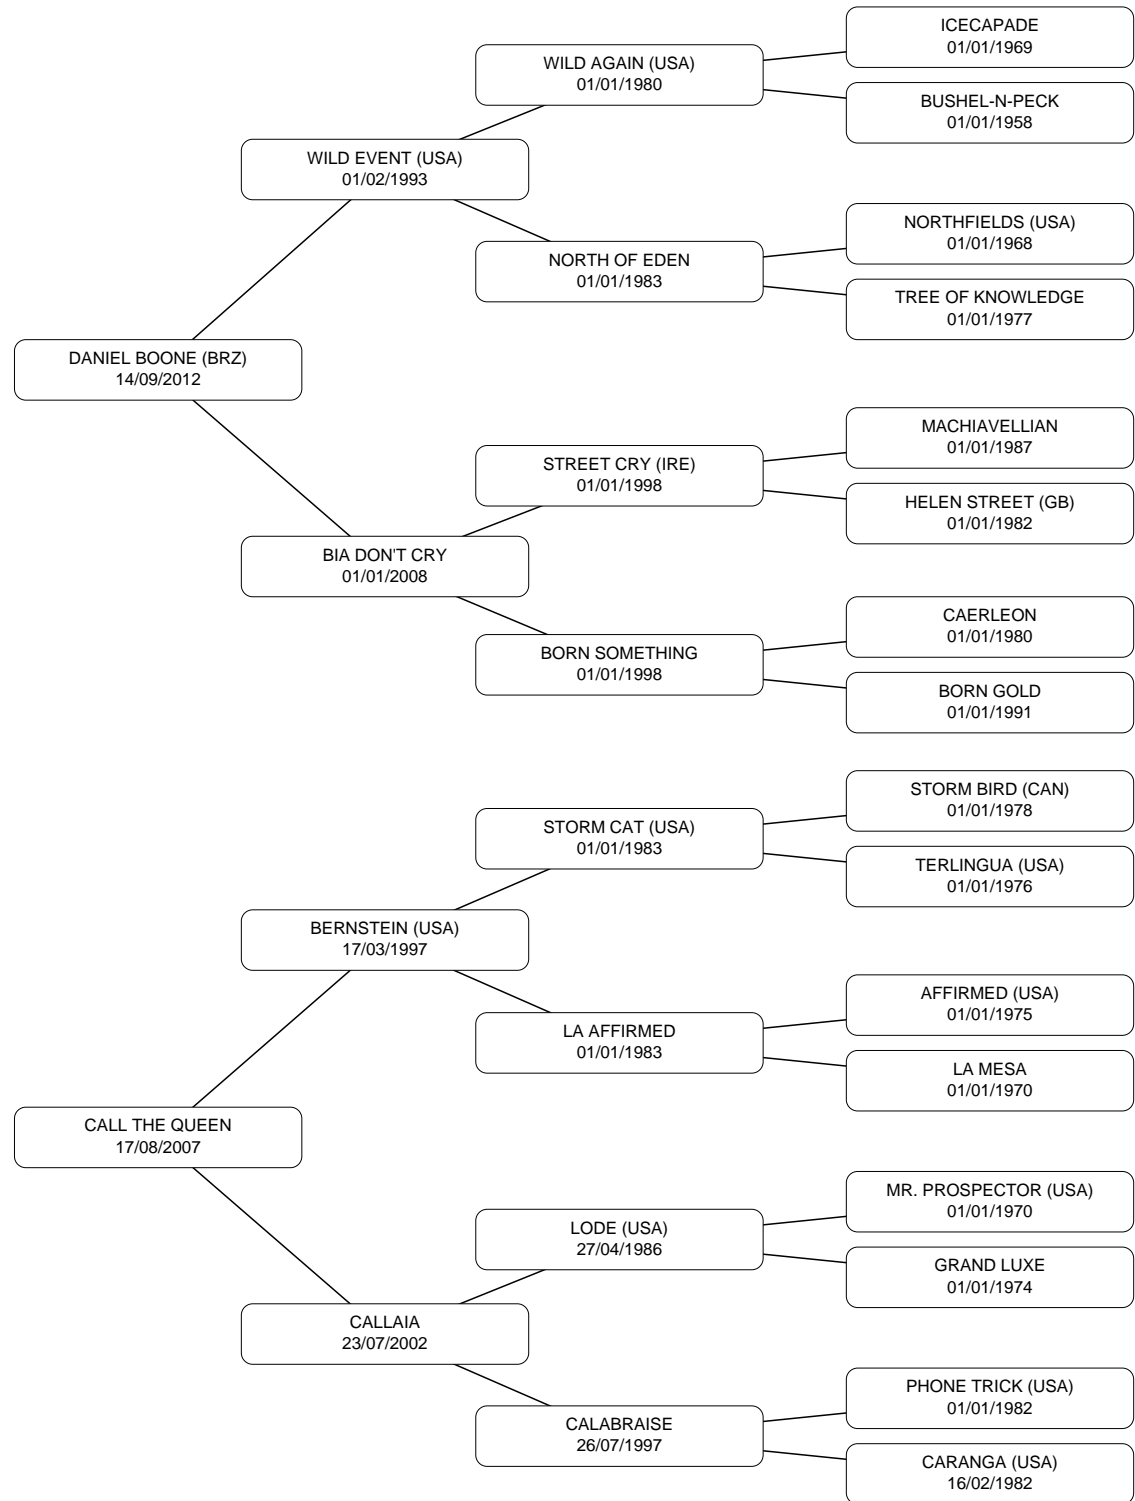 ICECAPADE
01/01/1969
WILD AGAIN (USA)
01/01/1980
BUSHEL-N-PECK
01/01/1958
WILD EVENT (USA)
01/02/1993
NORTHFIELDS (USA)
01/01/1968
NORTH OF EDEN
01/01/1983
TREE OF KNOWLEDGE
01/01/1977
DANIEL BOONE (BRZ)
14/09/2012
MACHIAVELLIAN
01/01/1987
STREET CRY (IRE)
01/01/1998
HELEN STREET (GB)
01/01/1982
BIA DON'T CRY
01/01/2008
CAERLEON
01/01/1980
BORN SOMETHING
01/01/1998
BORN GOLD
01/01/1991
STORM BIRD (CAN)
01/01/1978
STORM CAT (USA)
01/01/1983
TERLINGUA (USA)
01/01/1976
BERNSTEIN (USA)
17/03/1997
AFFIRMED (USA)
01/01/1975
LA AFFIRMED
01/01/1983
LA MESA
01/01/1970
CALL THE QUEEN
17/08/2007
MR. PROSPECTOR (USA)
01/01/1970
LODE (USA)
27/04/1986
GRAND LUXE
01/01/1974
CALLAIA
23/07/2002
PHONE TRICK (USA)
01/01/1982
CALABRAISE
26/07/1997
CARANGA (USA)
16/02/1982